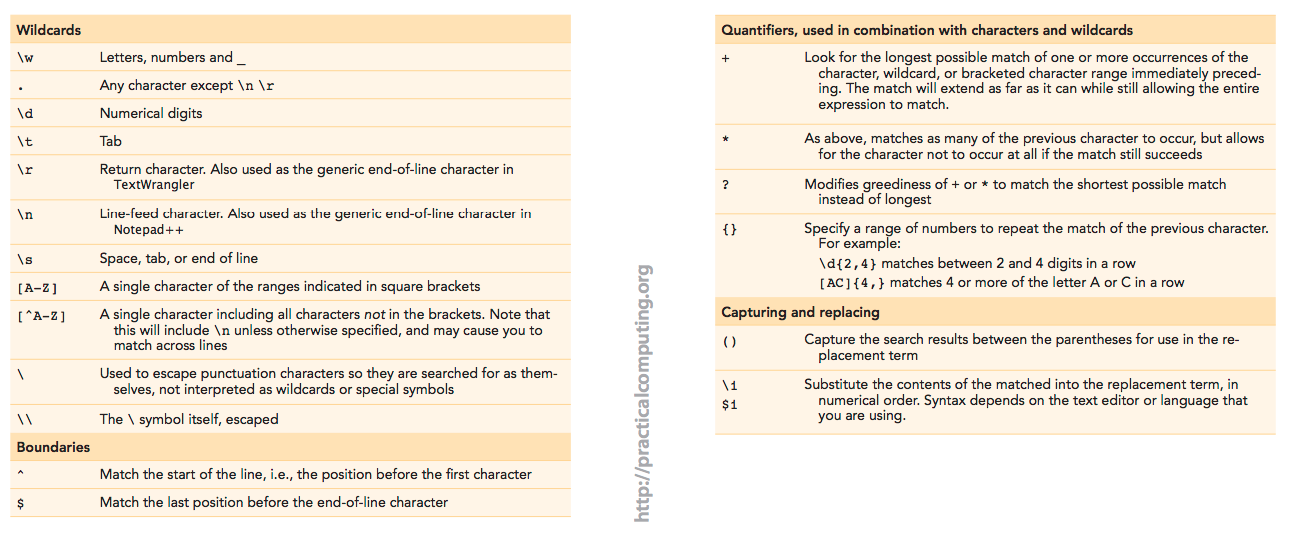 Wildcards
\w Letters, numbers and _
. Any character except \n \r
\d Numerical digits
\t Tab
\r Return character. Also used as the generic end-of-line character in
TextWrangler
\n Line-feed character. Also used as the generic end-of-line character in
Notepad++
\s Space, tab, or end of line
[A-Z] A single character of the ranges indicated in square brackets
[^A-Z] A single character including all characters not in the brackets. Note that
this will include \n unless otherwise specified, and may cause you to
match across lines
\ Used to escape punctuation characters so they are searched for as them-
selves, not interpreted as wildcards or special symbols
\\ The \ symbol itself, escaped
Boundaries
^ Match the start of the line, i.e., the position before the first character
$ Match the last position before the end-of-line character
http://practicalcomputing.org
Quantifiers, used in combination with characters and wildcards
+ Look for the longest possible match of one or more occurrences of the
character, wildcard, or bracketed character range immediately preced-
ing. The match will extend as far as it can while still allowing the entire
expression to match.
* As above, matches as many of the previous character to occur, but allows
for the character not to occur at all if the match still succeeds
? Modifies greediness of + or * to match the shortest possible match
instead of longest
{} Specify a range of numbers to repeat the match of the previous character.
For example:
\d{2,4} matches between 2 and 4 digits in a row
[AC]{4,} matches 4 or more of the letter A or C in a row
Capturing and replacing
() Capture the search results between the parentheses for use in the re-
placement term
\1 Substitute the contents of the matched into the replacement term, in
$1 numerical order. Syntax depends on the text editor or language that
you are using.